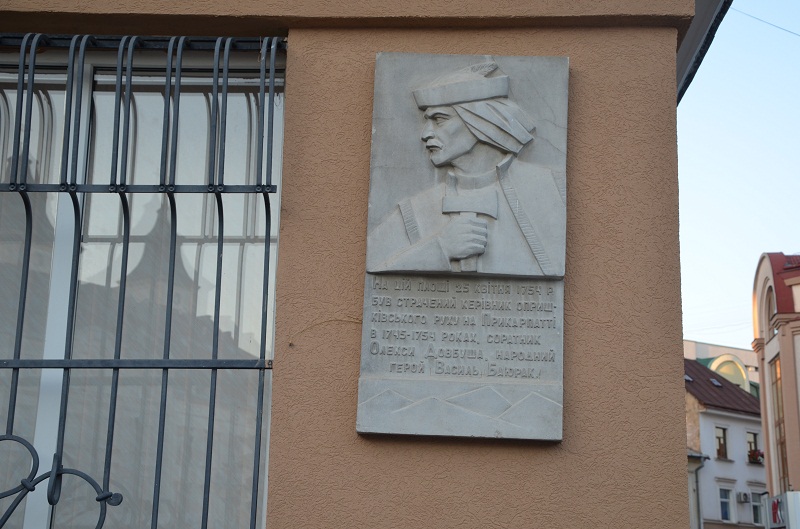 На цій площі 25 квітня 1754 р.
був страчений керівник оприш-
ківського руху на Прикарпатті
в 1745-1754 роках, соратник
Олекси Довбуша, народний
герой Василь Баюрак.